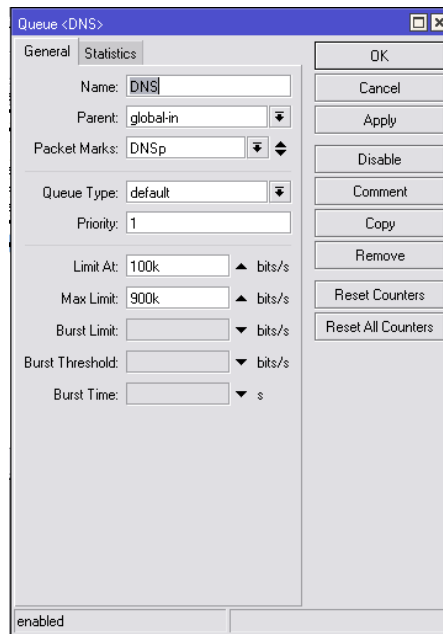 Queue <DNS>
General Statistics
Name: DNS
Parent: global-in
Packet Marks: DNSp
Queue Type: default
Priority: 1
Limit At: 100k bits/s
Max Limit: 900k bits/s
Burst Limit: bits/s
Burst Threshold: bits/s
Burst Time: s
OK
Cancel
Apply
Disable
Comment
Copy
Remove
Reset Counters
Reset All Counters
enabled